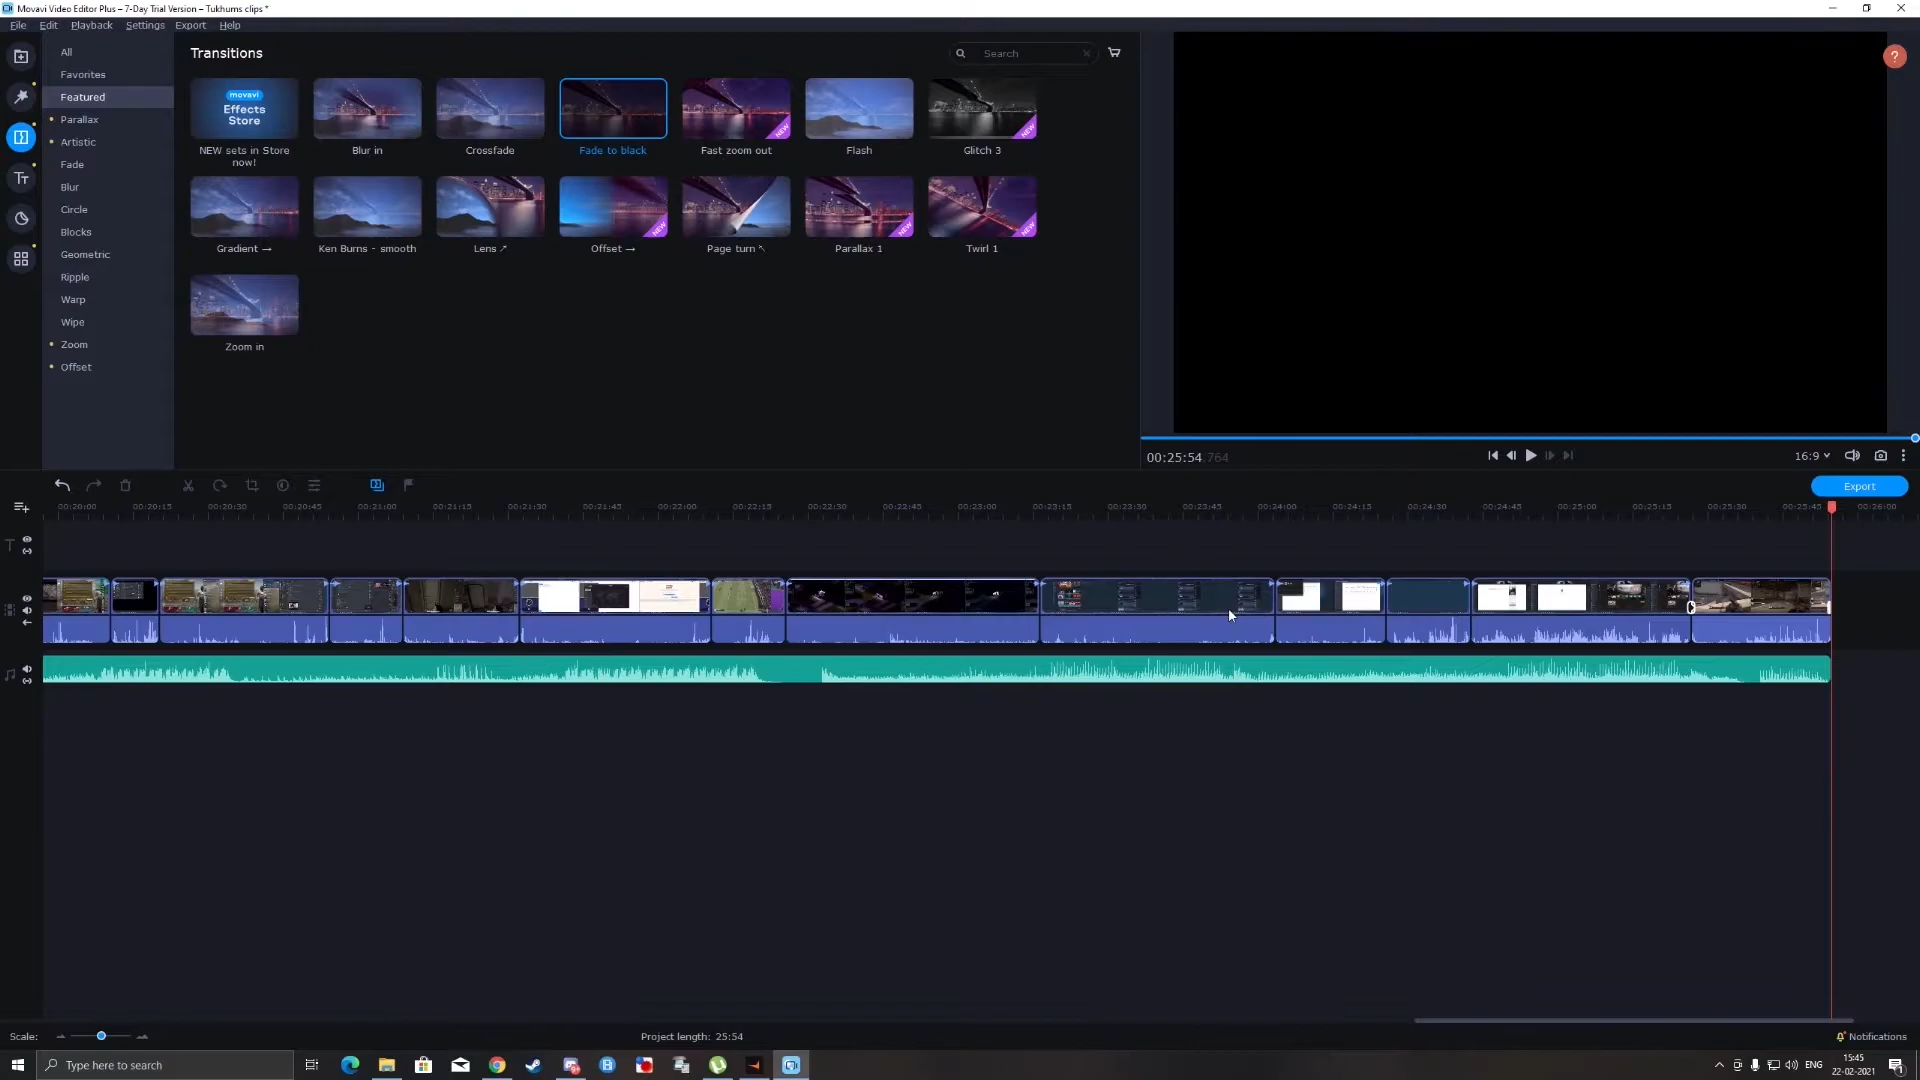 Movavi Video Editor Plus – 7-Day Trial Version – Tukhums clips *
File Edit Playback Settings Export Help
All
Favorites
Featured
Parallax
Artistic
Fade
Blur
Circle
Blocks
Geometric
Ripple
Warp
Wipe
Zoom
Offset
Transitions
Search
movavi
Effects
Store
NEW NEW
NEW sets in Store now! Blur in Crossfade Fade to black Fast zoom out Flash Glitch 3
NEW NEW NEW
Gradient → Ken Burns - smooth Lens ↗ Offset → Page turn ↖ Parallax 1 Twirl 1
Zoom in
?
00:25:54.764
16:9
Export
00:20:00 00:20:15 00:20:30 00:20:45 00:21:00 00:21:15 00:21:30 00:21:45 00:22:00 00:22:15 00:22:30 00:22:45 00:23:00 00:23:15 00:23:30 00:23:45 00:24:00 00:24:15 00:24:30 00:24:45 00:25:00 00:25:15 00:25:30 00:25:45 00:26:00
Scale:
Project length: 25:54
Notifications
Type here to search
ENG
15:45
22-02-2021